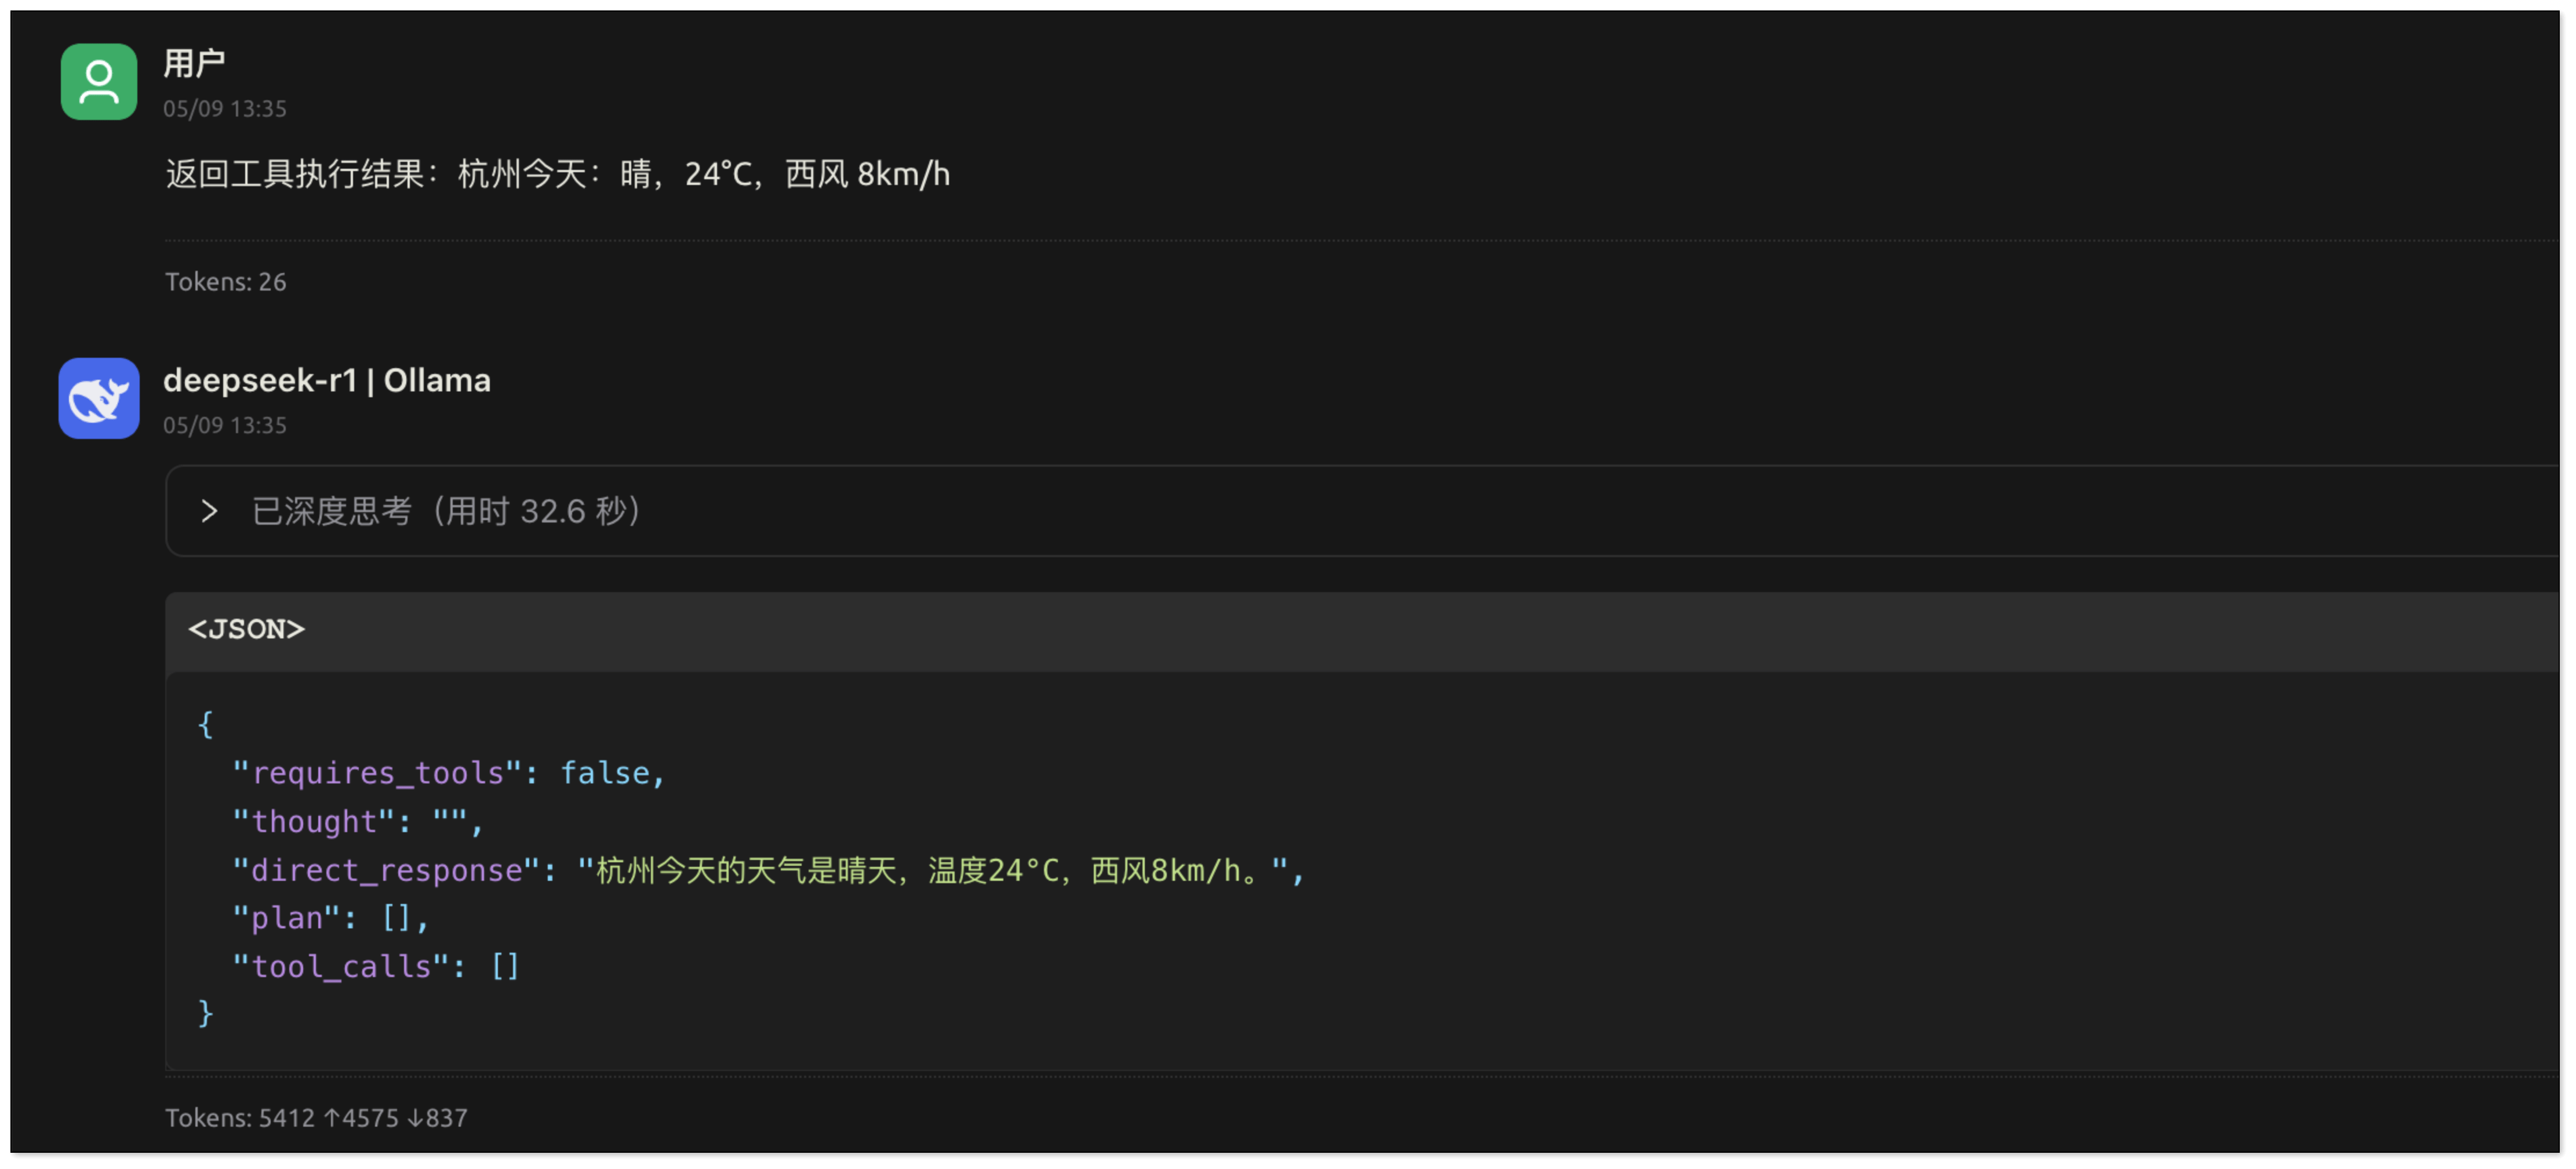 用户
05/09 13:35
返回工具执行结果：杭州今天：晴，24°C，西风 8km/h
Tokens: 26
deepseek-r1 | Ollama
05/09 13:35
已深度思考（用时 32.6 秒）
<JSON>
{
"requires_tools": false,
"thought": "",
"direct_response": "杭州今天的天气是晴天，温度24°C，西风8km/h。",
"plan": [],
"tool_calls": []
}
Tokens: 5412 ↑4575 ↓837